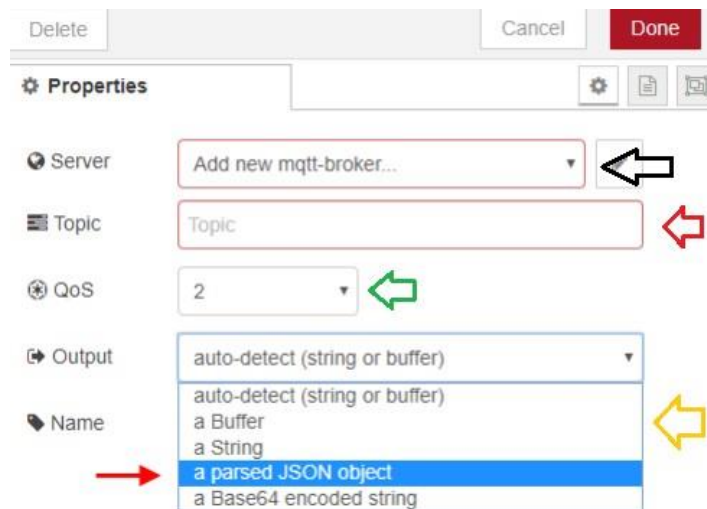 Delete Cancel Done
Properties
Server Add new mqtt-broker...
Topic Topic
QoS 2
Output auto-detect (string or buffer)
auto-detect (string or buffer)
Name a Buffer
a String
a parsed JSON object
a Base64 encoded string